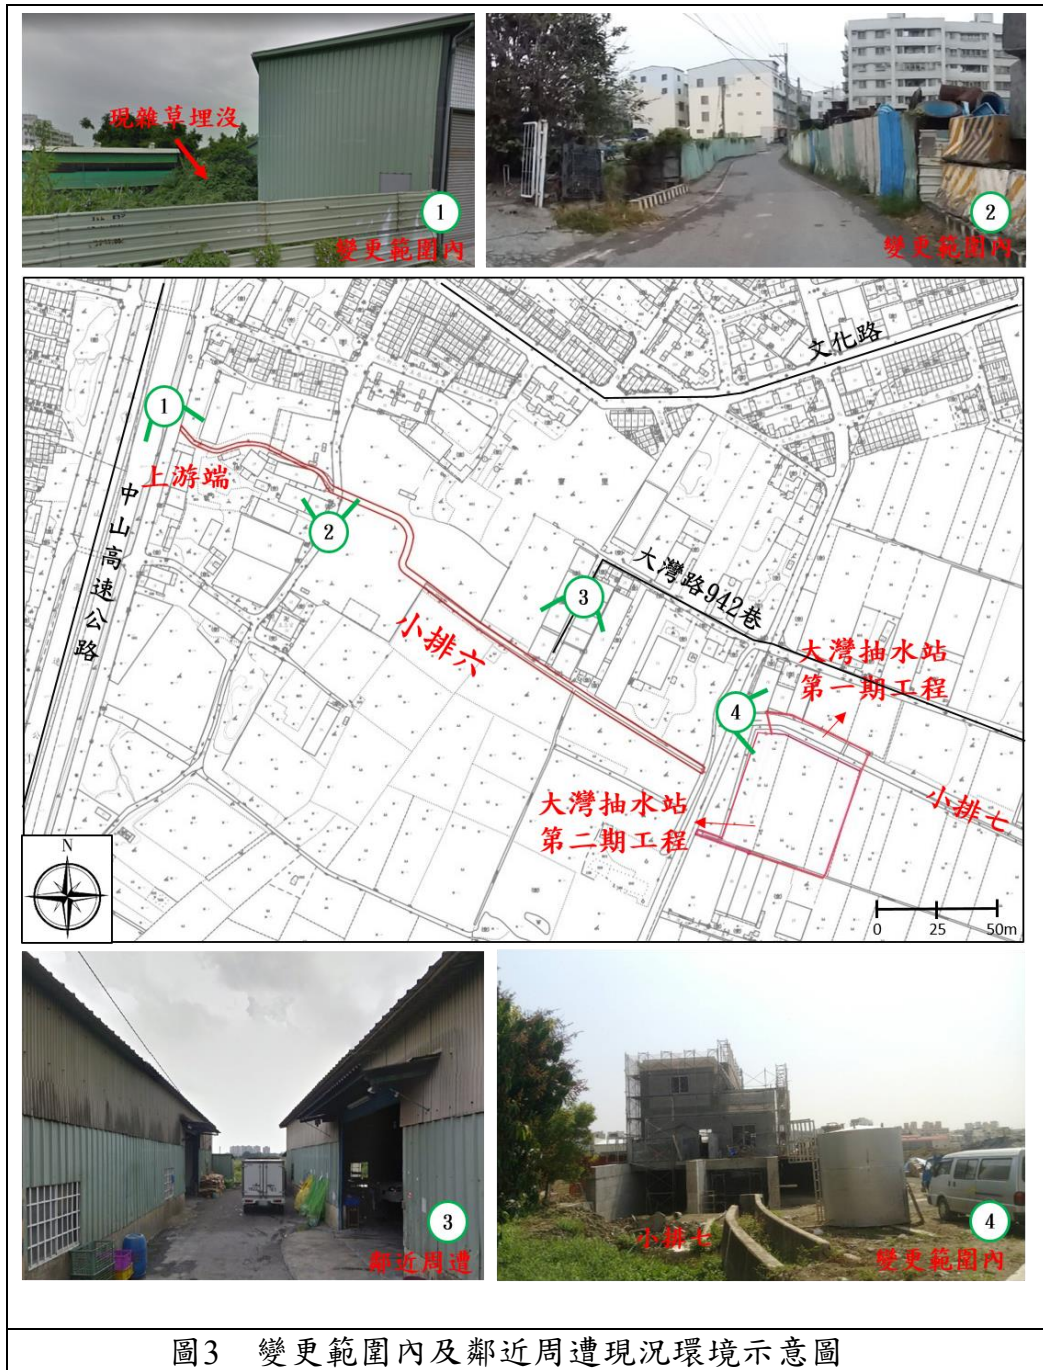 現雜草埋沒
1
變更範圍內
2
變更範圍內
文化路
1
上游端
中山高速公路
2
3
大灣路942巷
小排六
大灣抽水站
第一期工程
4
小排七
大灣抽水站
第二期工程
N
0 25 50m
3
鄰近周遭
小排七
4
變更範圍內
圖3 變更範圍內及鄰近周遭現況環境示意圖